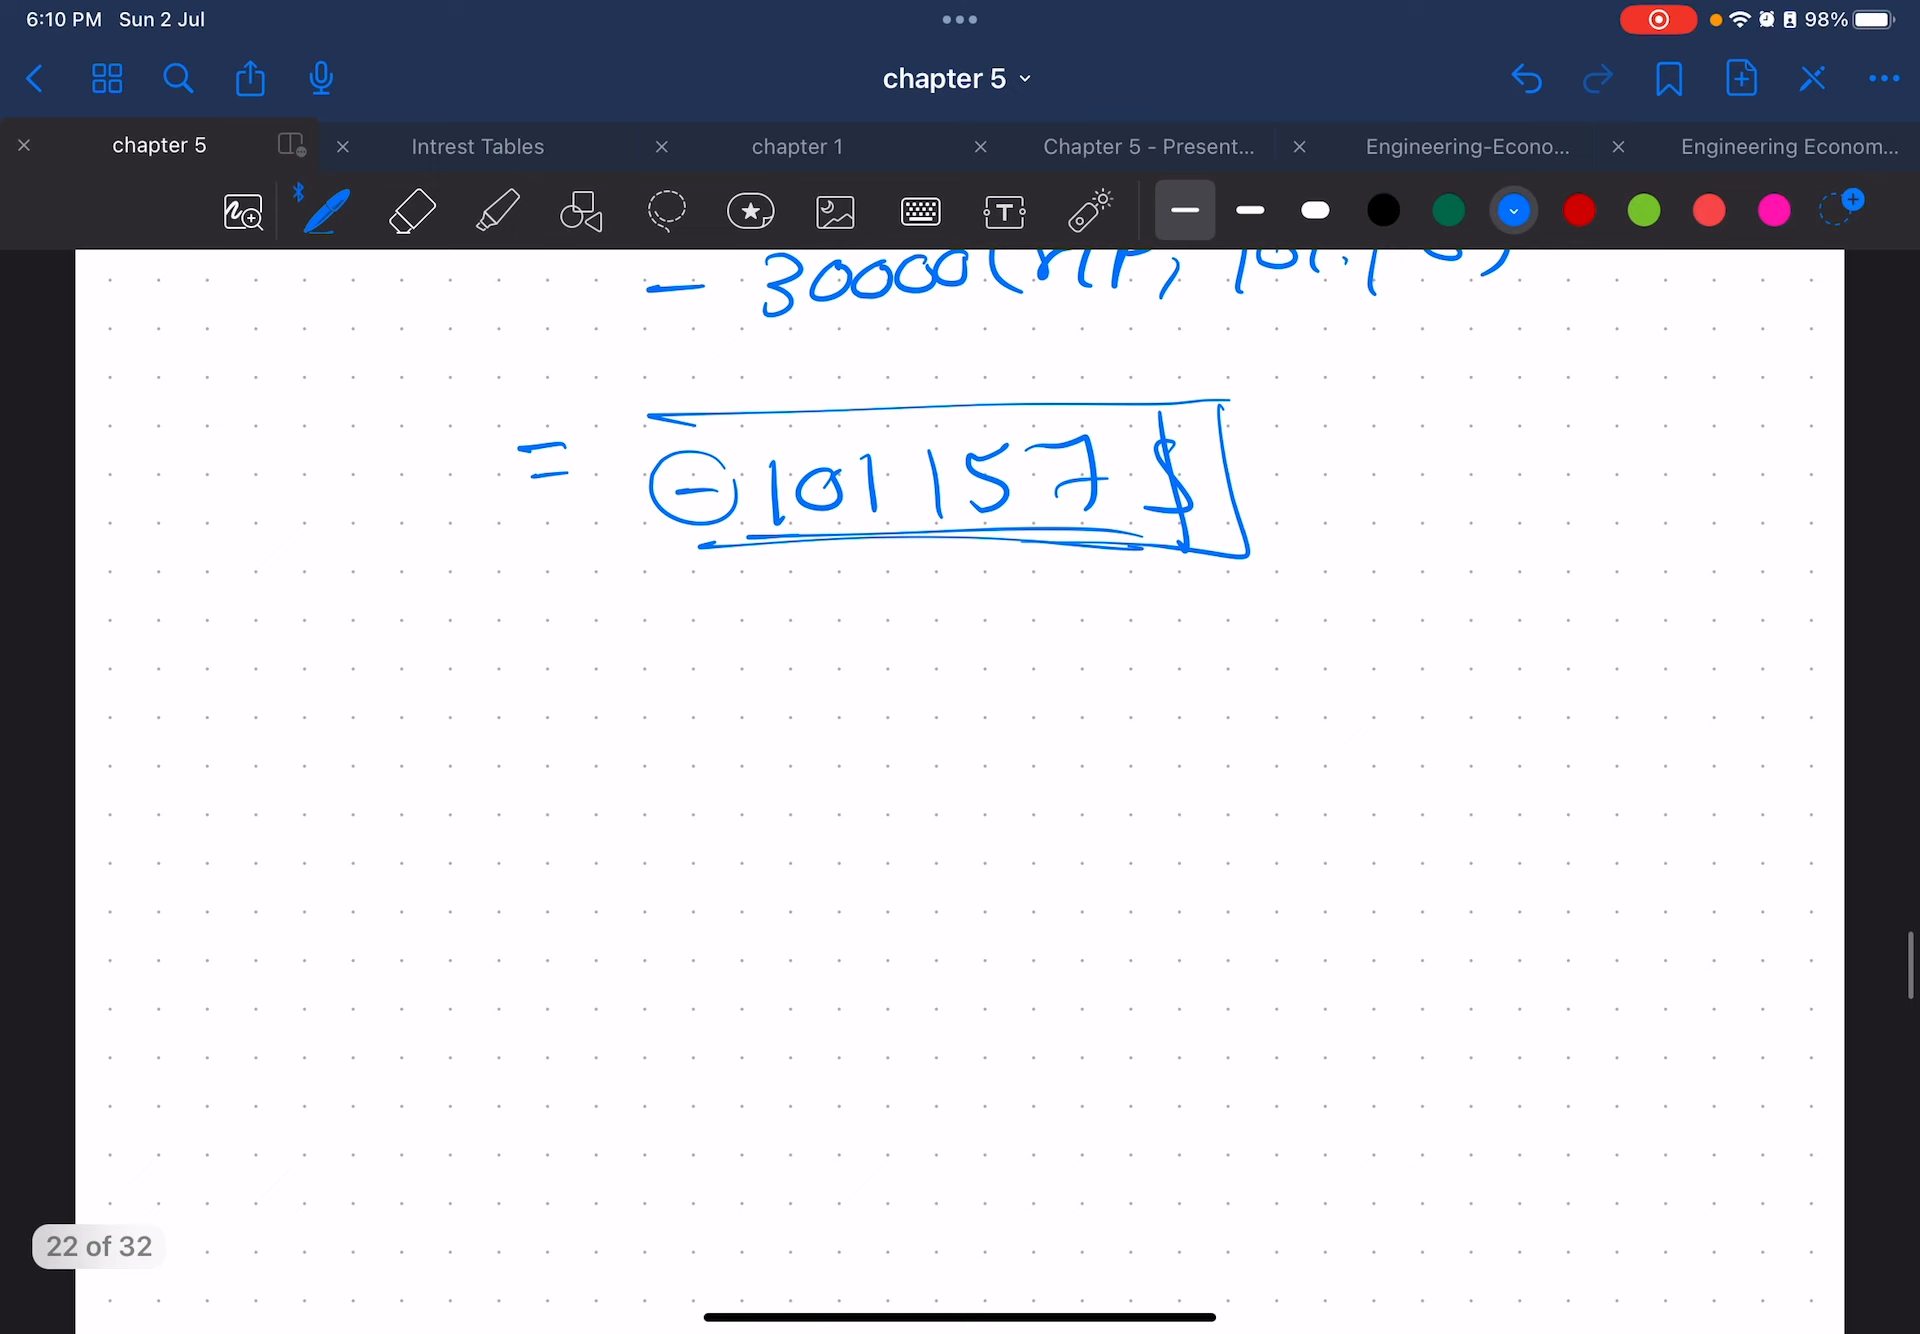 6:10 PM Sun 2 Jul
98%
chapter 5
chapter 5
Intrest Tables
chapter 1
Chapter 5 - Present...
Engineering-Econo...
Engineering Econom...
T
- 30000(
= -101157 $
22 of 32